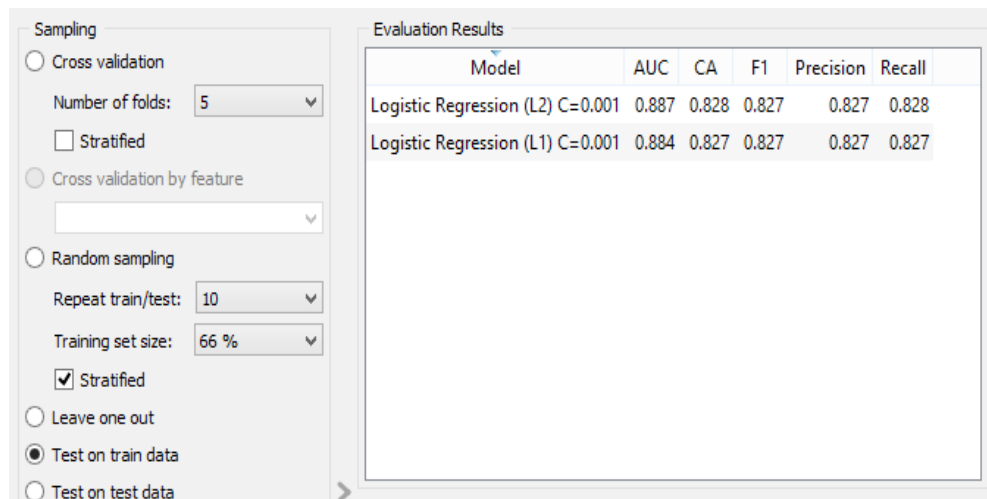 Sampling
Cross validation
Number of folds: 5
Stratified
Cross validation by feature
Random sampling
Repeat train/test: 10
Training set size: 66 %
Stratified
Leave one out
Test on train data
Test on test data
Evaluation Results
Model AUC CA F1 Precision Recall
Logistic Regression (L2) C=0.001 0.887 0.828 0.827 0.827 0.828
Logistic Regression (L1) C=0.001 0.884 0.827 0.827 0.827 0.827